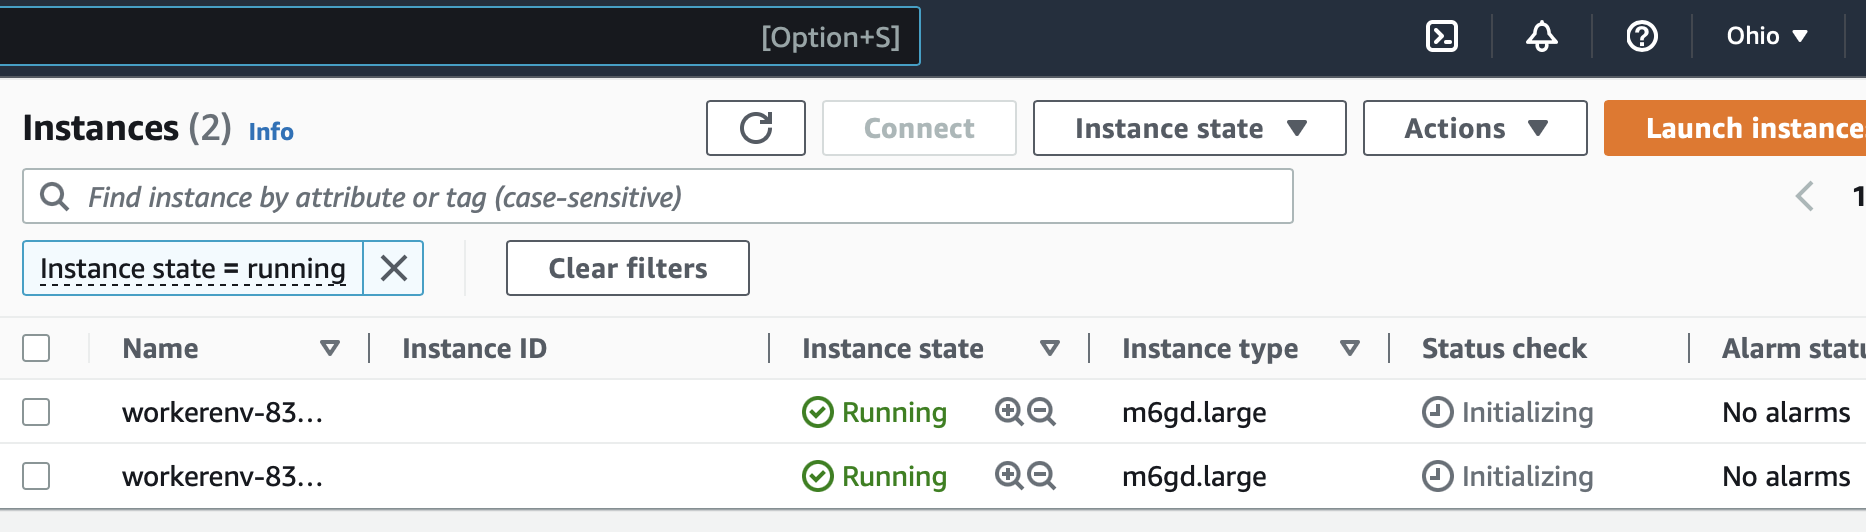 [Option+S] Ohio
Instances (2) Info Connect Instance state Actions Launch instance
Find instance by attribute or tag (case-sensitive) 1
Instance state = running Clear filters
Name Instance ID Instance state Instance type Status check Alarm statu
workerenv-83... Running m6gd.large Initializing No alarms
workerenv-83... Running m6gd.large Initializing No alarms